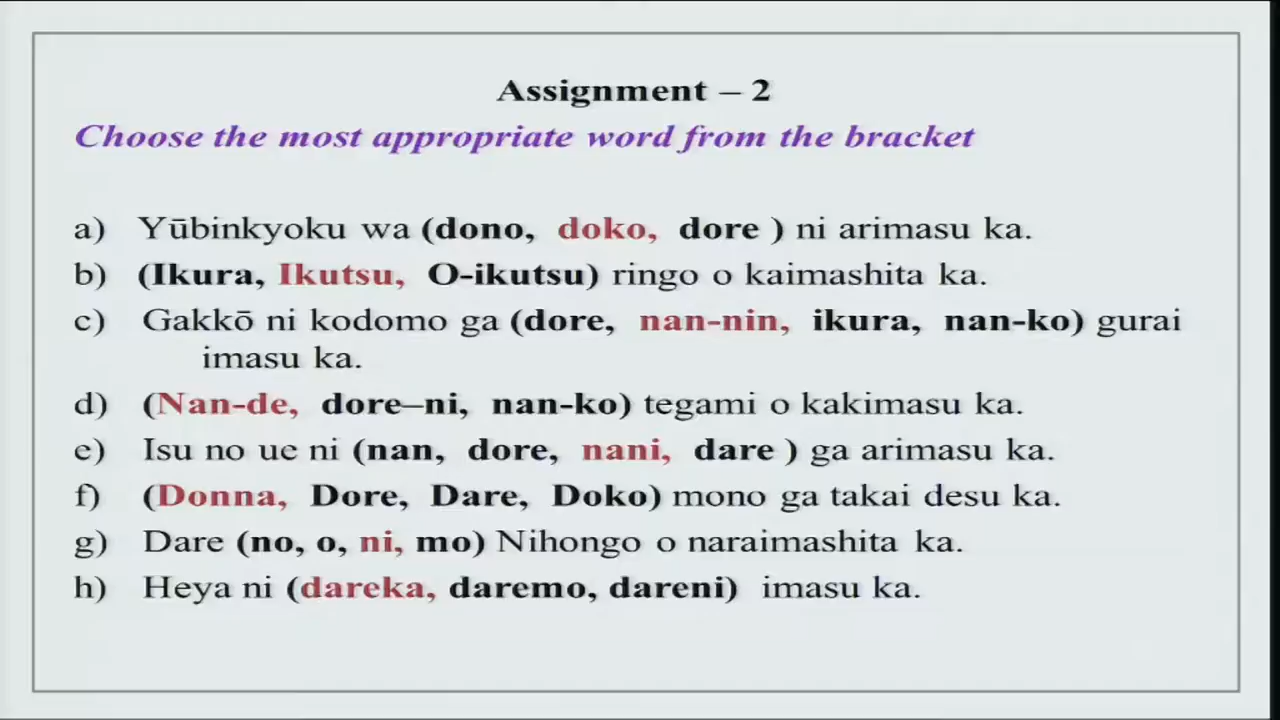 Assignment – 2
Choose the most appropriate word from the bracket
a) Yūbinkyoku wa (dono, doko, dore ) ni arimasu ka.
b) (Ikura, Ikutsu, O-ikutsu) ringo o kaimashita ka.
c) Gakkō ni kodomo ga (dore, nan-nin, ikura, nan-ko) gurai
imasu ka.
d) (Nan-de, dore–ni, nan-ko) tegami o kakimasu ka.
e) Isu no ue ni (nan, dore, nani, dare ) ga arimasu ka.
f) (Donna, Dore, Dare, Doko) mono ga takai desu ka.
g) Dare (no, o, ni, mo) Nihongo o naraimashita ka.
h) Heya ni (dareka, daremo, dareni) imasu ka.